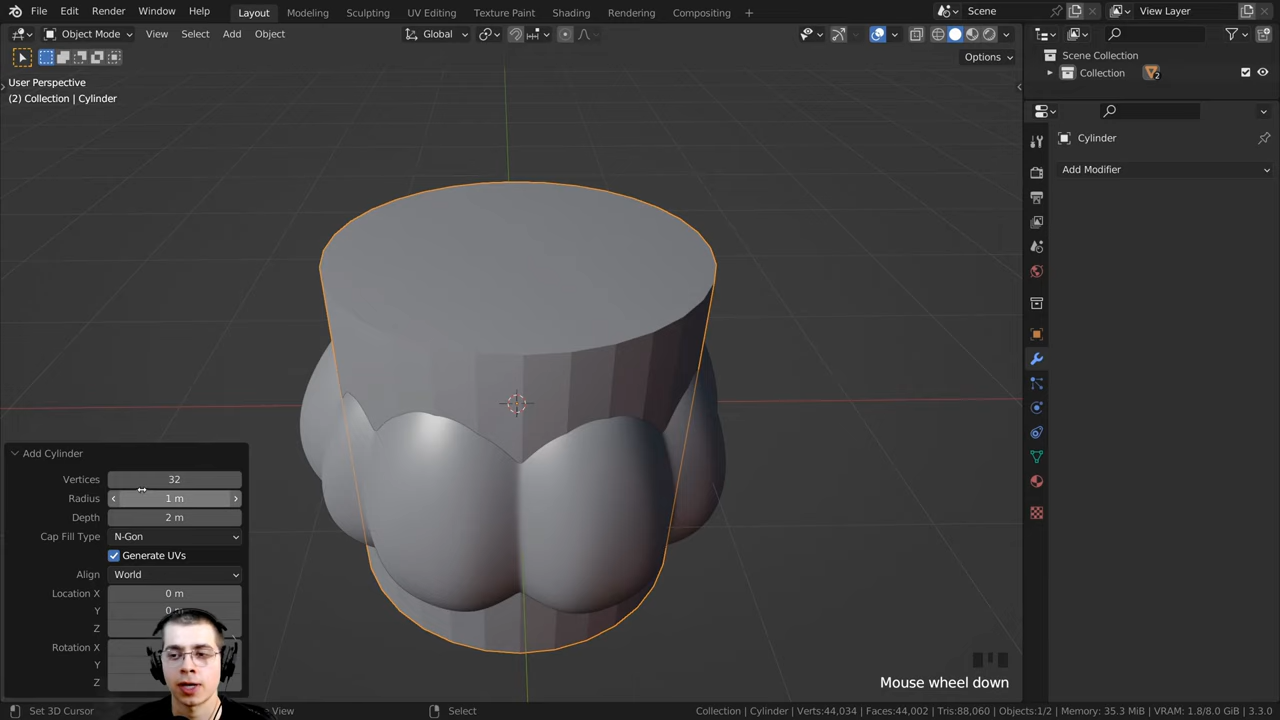 File Edit Render Window Help Layout Modeling Sculpting UV Editing Texture Paint Shading Rendering Compositing Scene View Layer
Object Mode View Select Add Object Global
Options
User Perspective
(2) Collection | Cylinder
Scene Collection
Collection 2
Cylinder
Add Modifier
Add Cylinder
Vertices 32
Radius 1 m
Depth 2 m
Cap Fill Type N-Gon
Generate UVs
Align World
Location X 0 m
Y 0 m
Z
Rotation X
Y
Z
Mouse wheel down
Set 3D Cursor View Select Collection | Cylinder | Verts:44,034 | Faces:44,002 | Tris:88,060 | Objects:1/2 | Memory: 35.3 MiB | VRAM: 1.8/8.0 GiB | 3.3.0